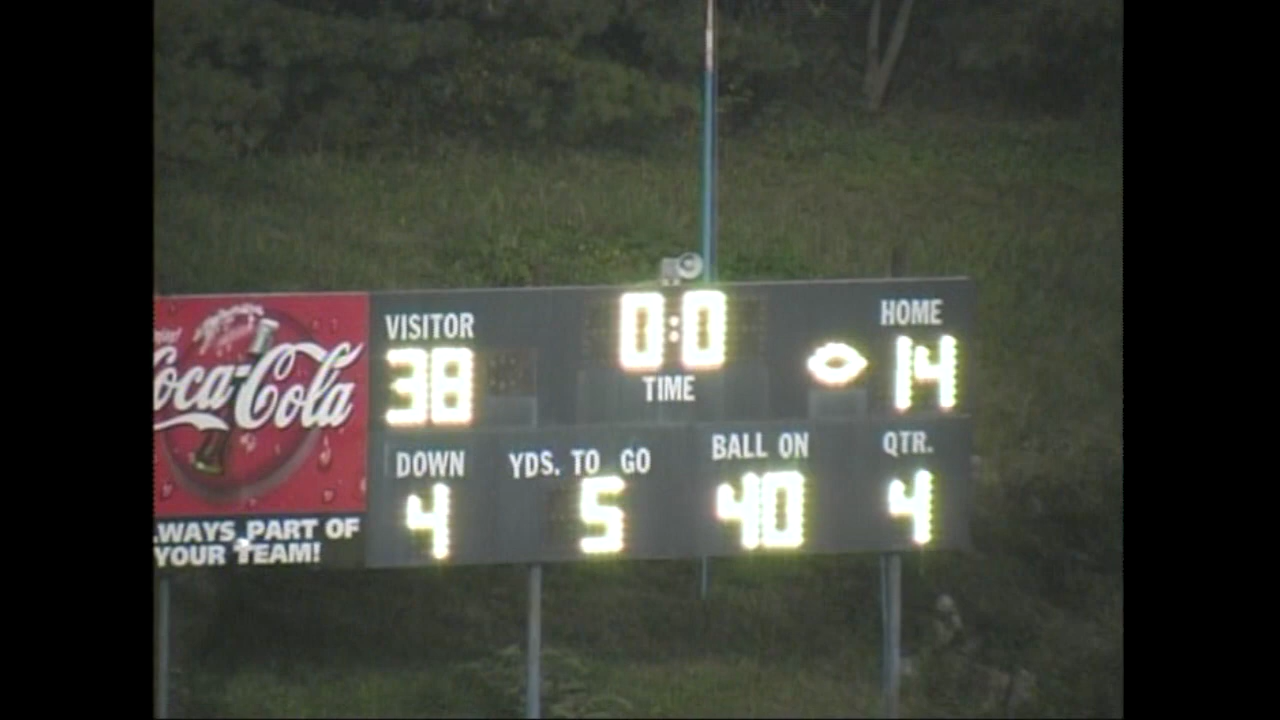 Coca-Cola
WAYS PART OF
YOUR TEAM!
VISITOR
38
0:0
TIME
HOME
14
DOWN
4
YDS. TO GO
5
BALL ON
40
QTR.
4